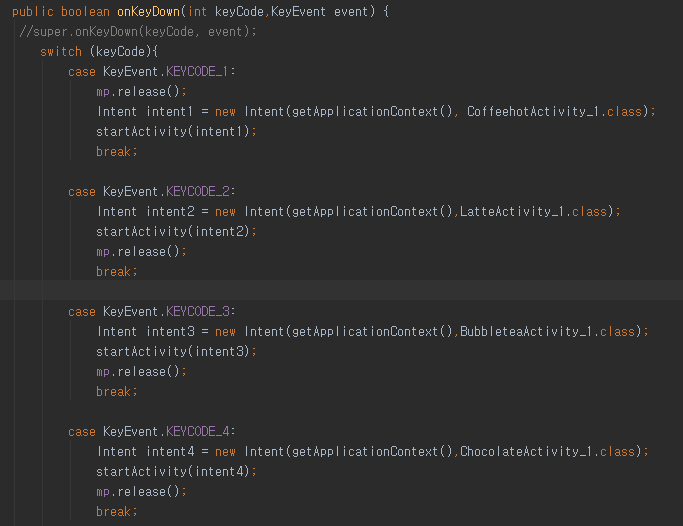 public boolean onKeyDown(int keyCode,KeyEvent event) {
//super.onKeyDown(keyCode, event);
switch (keyCode){
case KeyEvent.KEYCODE_1:
mp.release();
Intent intent1 = new Intent(getApplicationContext(), CoffeehotActivity_1.class);
startActivity(intent1);
break;
case KeyEvent.KEYCODE_2:
Intent intent2 = new Intent(getApplicationContext(),LatteActivity_1.class);
startActivity(intent2);
mp.release();
break;
case KeyEvent.KEYCODE_3:
Intent intent3 = new Intent(getApplicationContext(),BubbleteaActivity_1.class);
startActivity(intent3);
mp.release();
break;
case KeyEvent.KEYCODE_4:
Intent intent4 = new Intent(getApplicationContext(),ChocolateActivity_1.class);
startActivity(intent4);
mp.release();
break;